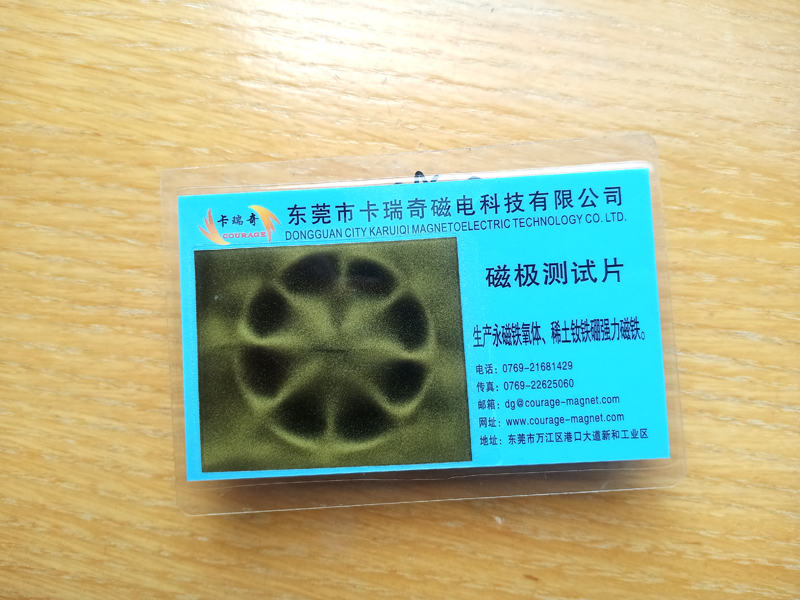 卡瑞奇
COURAGE
东莞市卡瑞奇磁电科技有限公司
DONGGUAN CITY KARUIQI MAGNETOELECTRIC TECHNOLOGY CO. LTD.
磁极测试片
生产永磁铁氧体、稀土钕铁硼强力磁铁。
电话：0769-21681429
传真：0769-22625060
邮箱：dg@courage-magnet.com
网址：www.courage-magnet.com
地址：东莞市万江区港口大道新和工业区